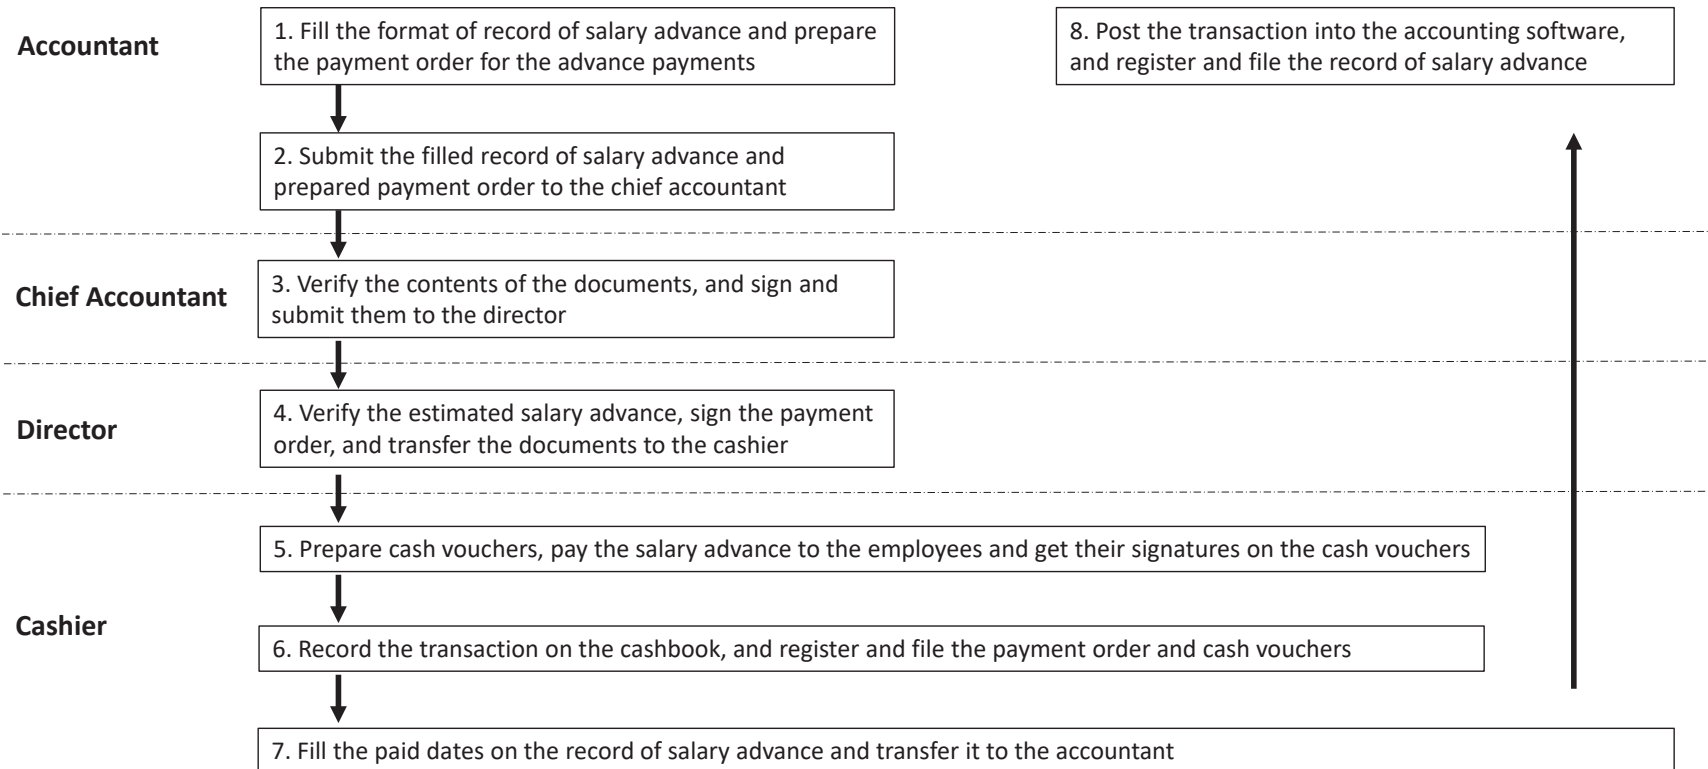 Accountant
1. Fill the format of record of salary advance and prepare
the payment order for the advance payments
8. Post the transaction into the accounting software,
and register and file the record of salary advance
2. Submit the filled record of salary advance and
prepared payment order to the chief accountant
Chief Accountant
3. Verify the contents of the documents, and sign and
submit them to the director
Director
4. Verify the estimated salary advance, sign the payment
order, and transfer the documents to the cashier
Cashier
5. Prepare cash vouchers, pay the salary advance to the employees and get their signatures on the cash vouchers
6. Record the transaction on the cashbook, and register and file the payment order and cash vouchers
7. Fill the paid dates on the record of salary advance and transfer it to the accountant